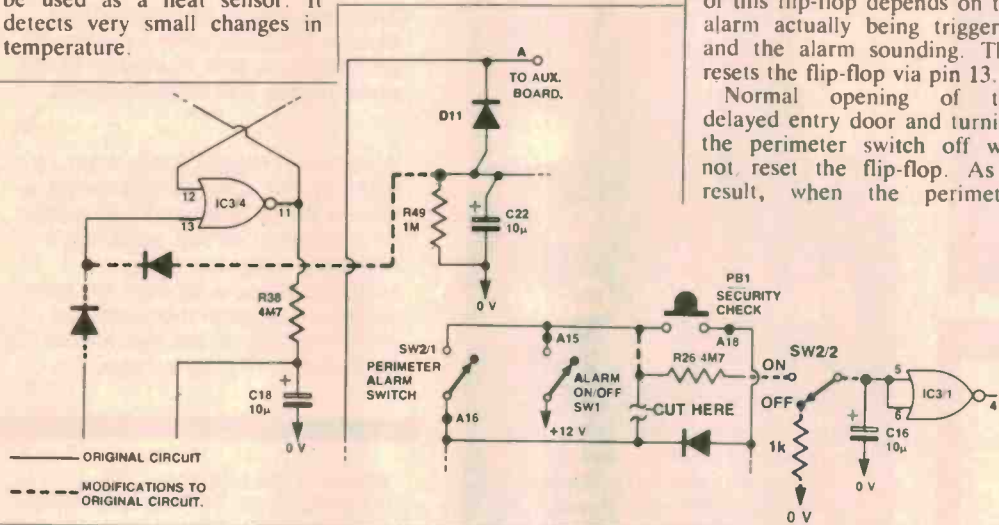 be used as a heat sensor. It
detects very small changes in
temperature.
of this flip-flop depends on
alarm actually being
and the alarm sounding.
resets the flip-flop via pin 13.
Normal opening of
delayed entry door and
the perimeter switch off
not reset the flip-flop. As
result, when the
A
TO AUX.
BOARD.
D11
12
IC3/4
11
13
R49
1M
+
C22
10µ
0 V
R38
4M7
+
C18
10µ
0 V
PB1
SECURITY
CHECK
SW2/1
PERIMETER
ALARM
SWITCH
A15
A18
R26 4M7
ON
SW2/2
ALARM
ON/OFF
SW1
A16
+12 V
CUT HERE
OFF
1k
0 V
5
6
IC3/1
4
+
C16
10µ
0 V
ORIGINAL CIRCUIT
MODIFICATIONS TO
ORIGINAL CIRCUIT.